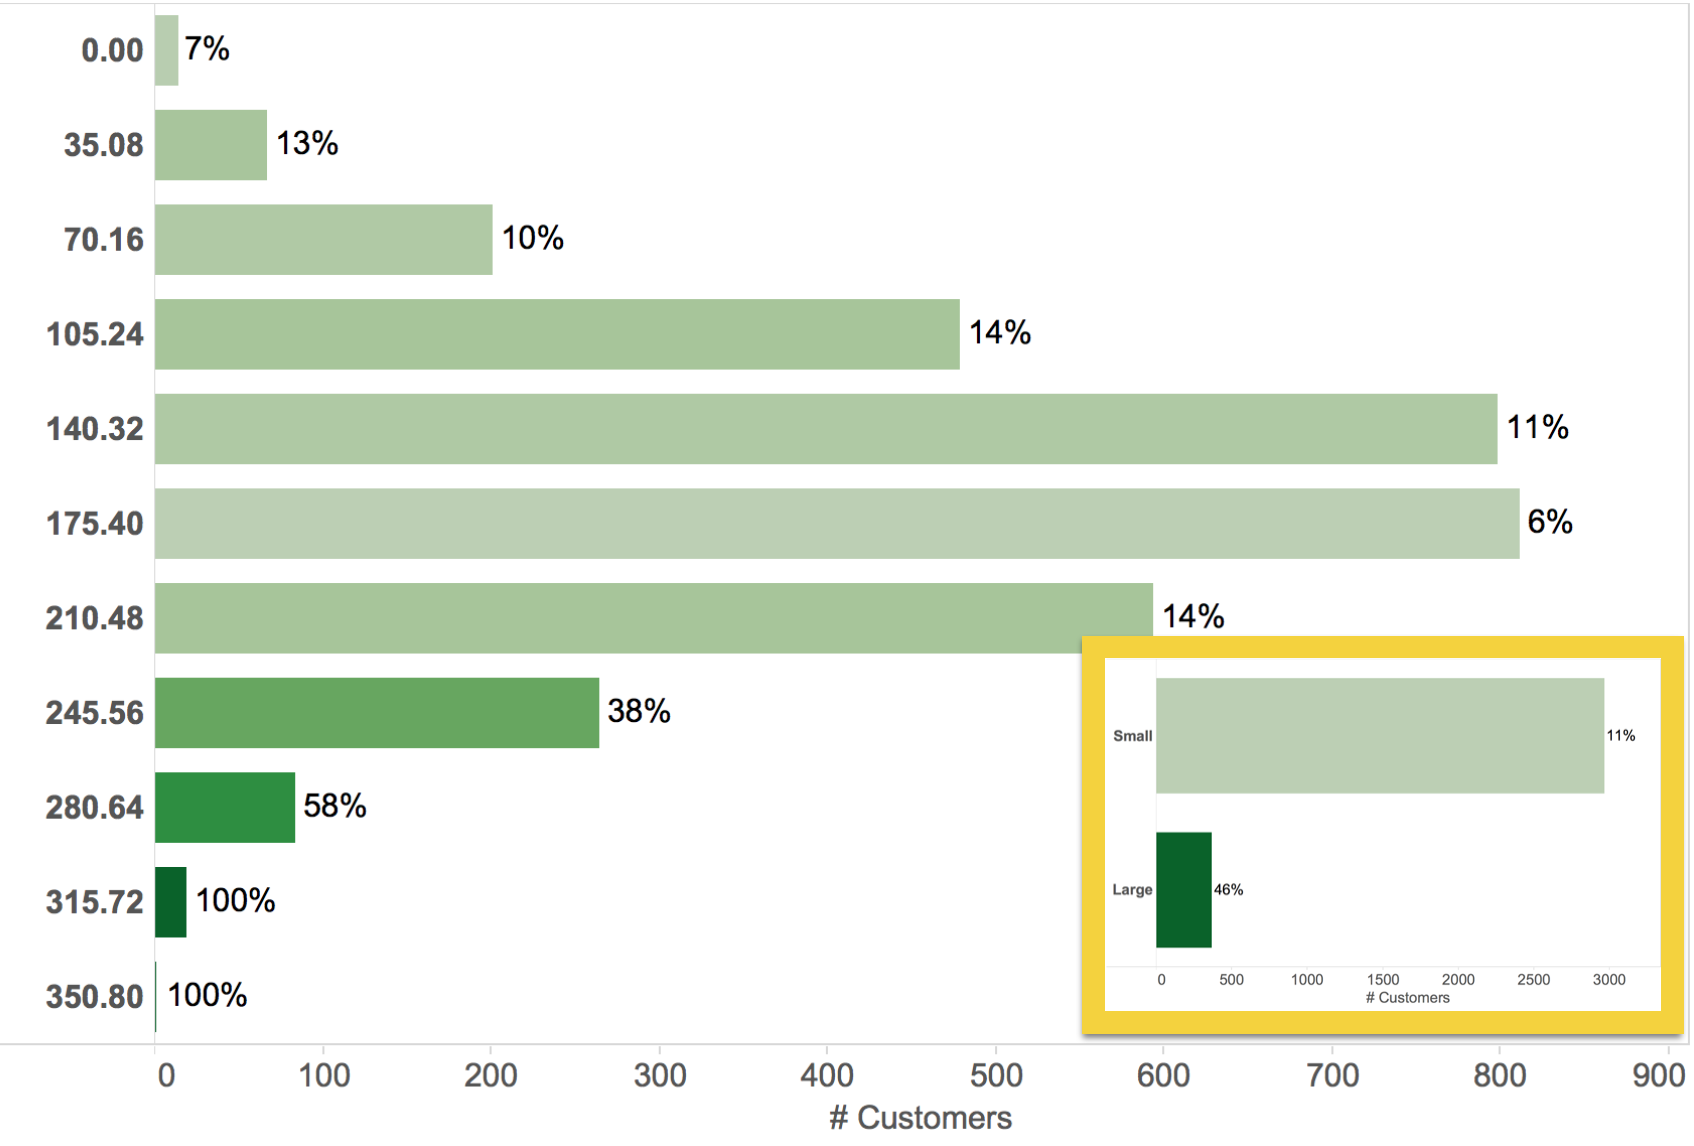 0.00 7%
35.08 13%
70.16 10%
105.24 14%
140.32 11%
175.40 6%
210.48 14%
245.56 38%
280.64 58%
315.72 100%
350.80 100%
0 100 200 300 400 500 600 700 800 900
# Customers
Small 11%
Large 46%
0 500 1000 1500 2000 2500 3000
# Customers